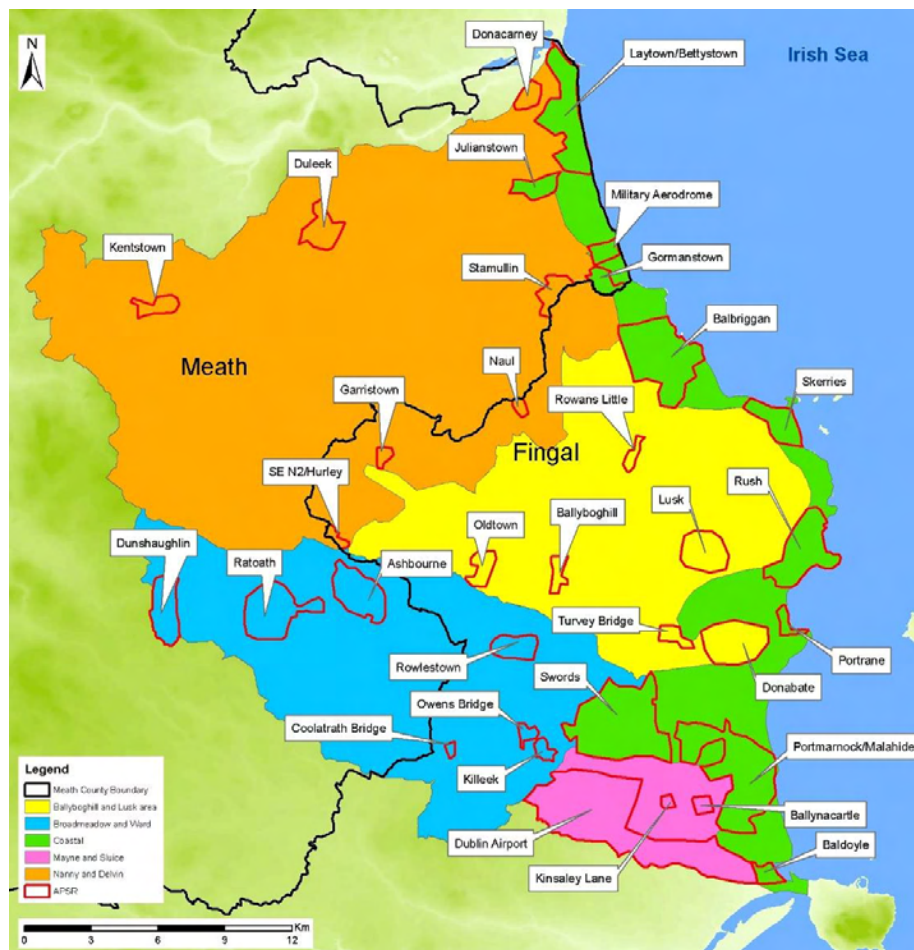 N
Donacarney
Laytown/Bettystown
Irish Sea
Julianstown
Duleek
Military Aerodrome
Kentstown
Stamullin
Gormanstown
Balbriggan
Meath
Naul
Skerries
Garristown
Rowans Little
Fingal
SE N2/Hurley
Rush
Lusk
Oldtown
Ballyboghill
Dunshaughlin
Ratoath
Ashbourne
Turvey Bridge
Portrane
Rowlestown
Swords
Donabate
Owens Bridge
Coolatrath Bridge
Portmarnock/Malahide
Killeek
Ballynacartle
Dublin Airport
Baldoyle
Kinsaley Lane
Legend
Meath County Boundary
Ballyboghill and Lusk area
Broadmeadow and Ward
Coastal
Mayne and Sluice
Nanny and Delvin
APSR
Km
0 3 6 9 12